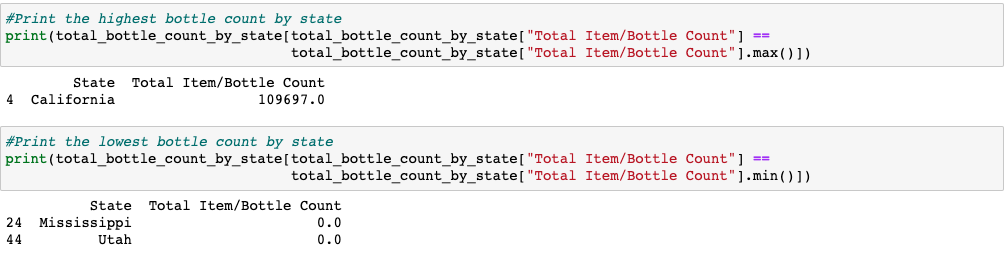 #Print the highest bottle count by state
print(total_bottle_count_by_state[total_bottle_count_by_state["Total Item/Bottle Count"] ==
                                  total_bottle_count_by_state["Total Item/Bottle Count"].max()])
        State  Total Item/Bottle Count
4  California                 109697.0
#Print the lowest bottle count by state
print(total_bottle_count_by_state[total_bottle_count_by_state["Total Item/Bottle Count"] ==
                                  total_bottle_count_by_state["Total Item/Bottle Count"].min()])
          State  Total Item/Bottle Count
24  Mississippi                      0.0
44         Utah                      0.0